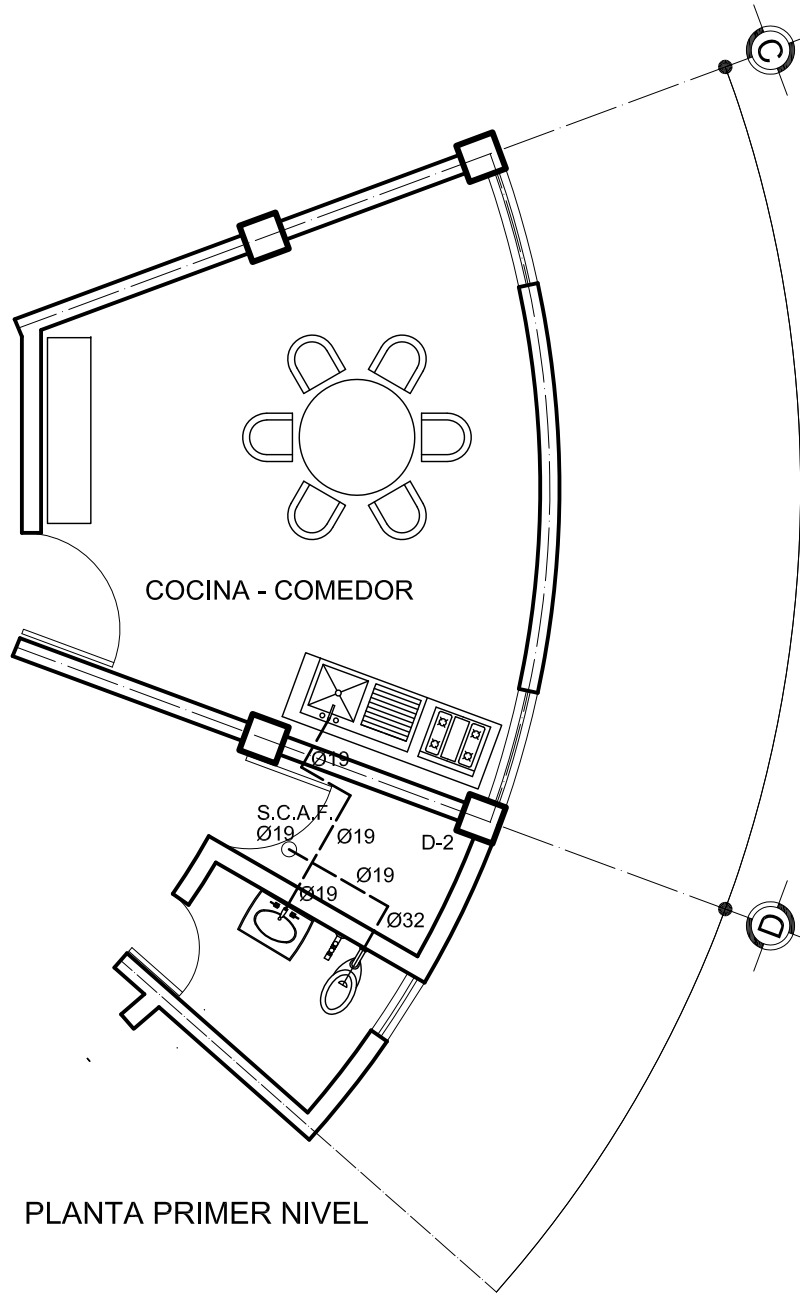 C
COCINA - COMEDOR
Ø19
S.C.A.F.
Ø19
Ø19
D-2
Ø19
Ø19
Ø32
D
PLANTA PRIMER NIVEL